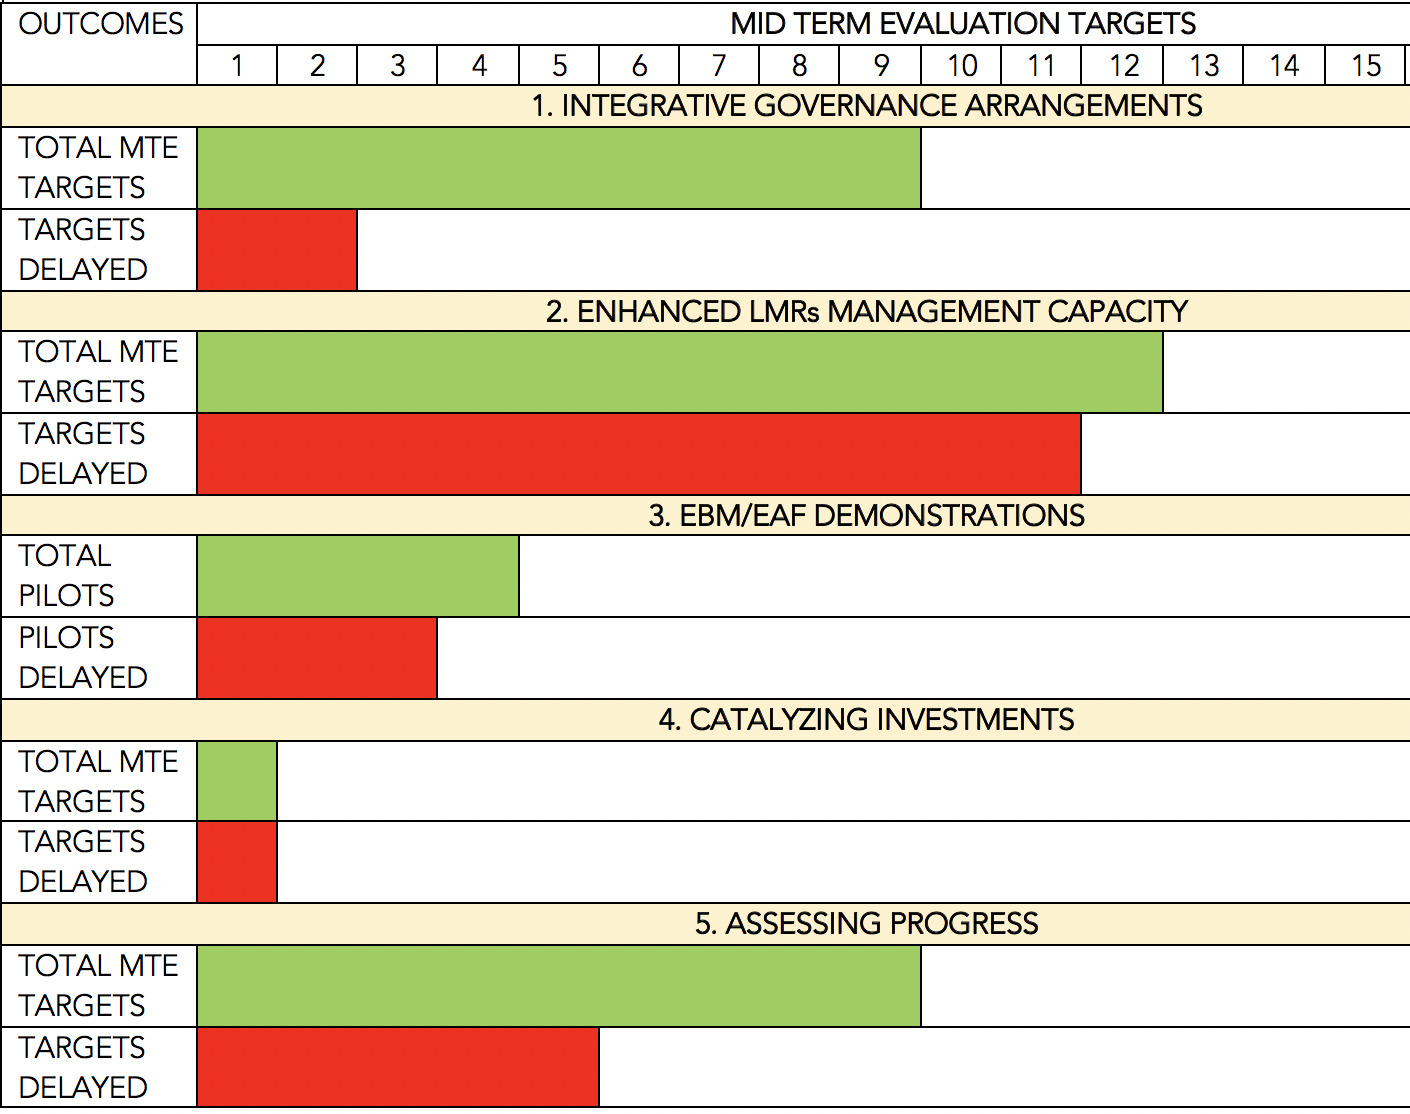 OUTCOMES
MID TERM EVALUATION TARGETS
1 2 3 4 5 6 7 8 9 10 11 12 13 14 15
1. INTEGRATIVE GOVERNANCE ARRANGEMENTS
TOTAL MTE
TARGETS
TARGETS
DELAYED
2. ENHANCED LMRs MANAGEMENT CAPACITY
TOTAL MTE
TARGETS
TARGETS
DELAYED
3. EBM/EAF DEMONSTRATIONS
TOTAL
PILOTS
PILOTS
DELAYED
4. CATALYZING INVESTMENTS
TOTAL MTE
TARGETS
TARGETS
DELAYED
5. ASSESSING PROGRESS
TOTAL MTE
TARGETS
TARGETS
DELAYED